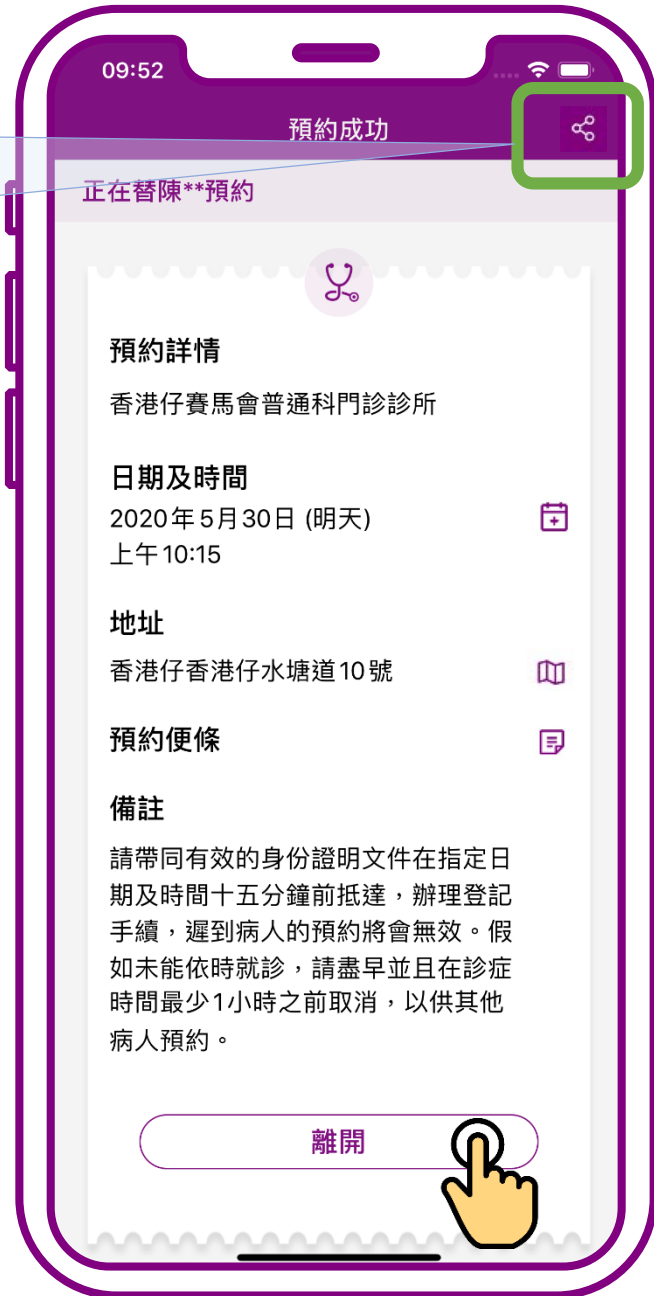 09:52
預約成功
正在替陳**預約
預約詳情
香港仔賽馬會普通科門診診所
日期及時間
2020年5月30日 (明天)
上午10:15
地址
香港仔香港仔水塘道10號
預約便條
備註
請帶同有效的身份證明文件在指定日
期及時間十五分鐘前抵達，辦理登記
手續，遲到病人的預約將會無效。假
如未能依時就診，請盡早並且在診症
時間最少1小時之前取消，以供其他
病人預約。
離開